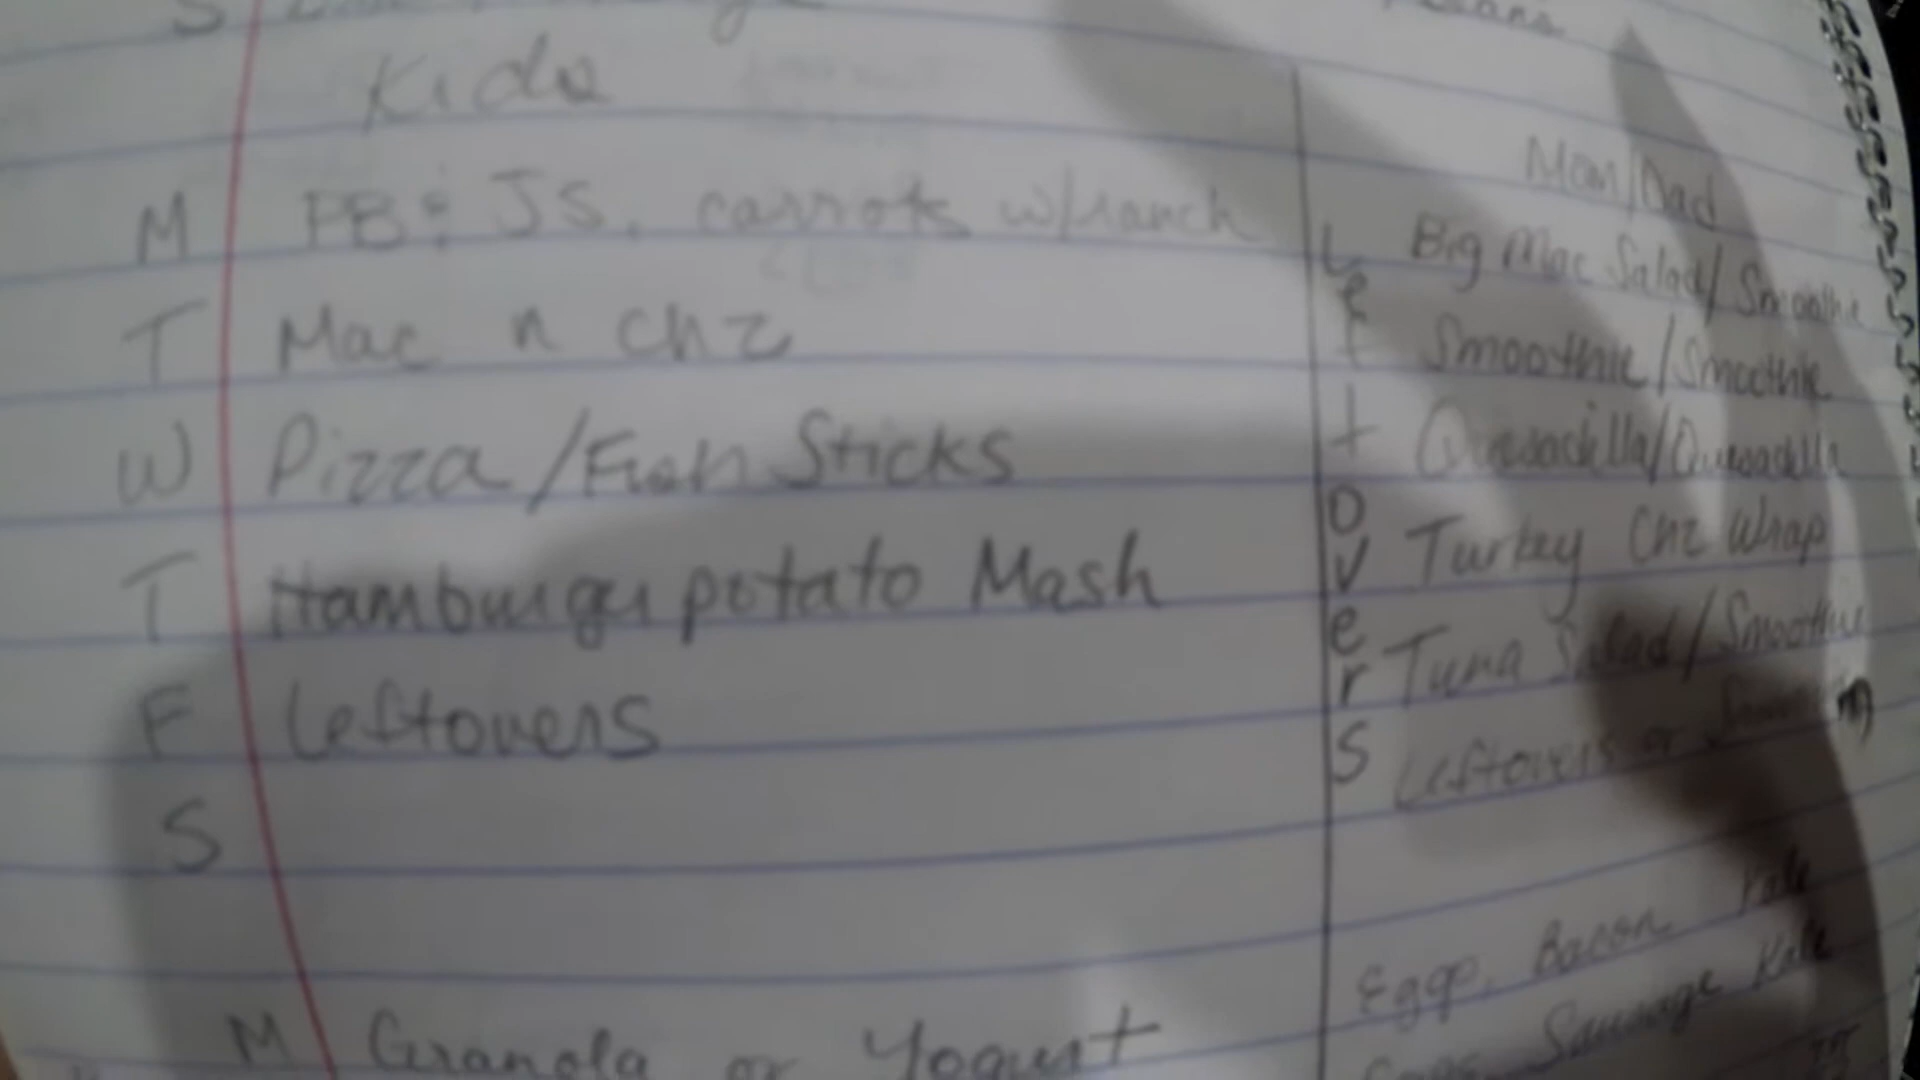 Kids
M PB & JS, carrots w/ranch
T Mac n chz
W Pizza/Fish Sticks
T Hamburger potato Mash
F Leftovers
S
Mom/Dad
Leftovers
Big Mac Salad/Smoothie
Smoothie/Smoothie
Quesadilla/Quesadilla
Turkey Chz Wrap
Tuna Salad/Smoothie
Leftovers or
M Granola or Yogurt
Eggs, Bacon Kale
Sausage Kale